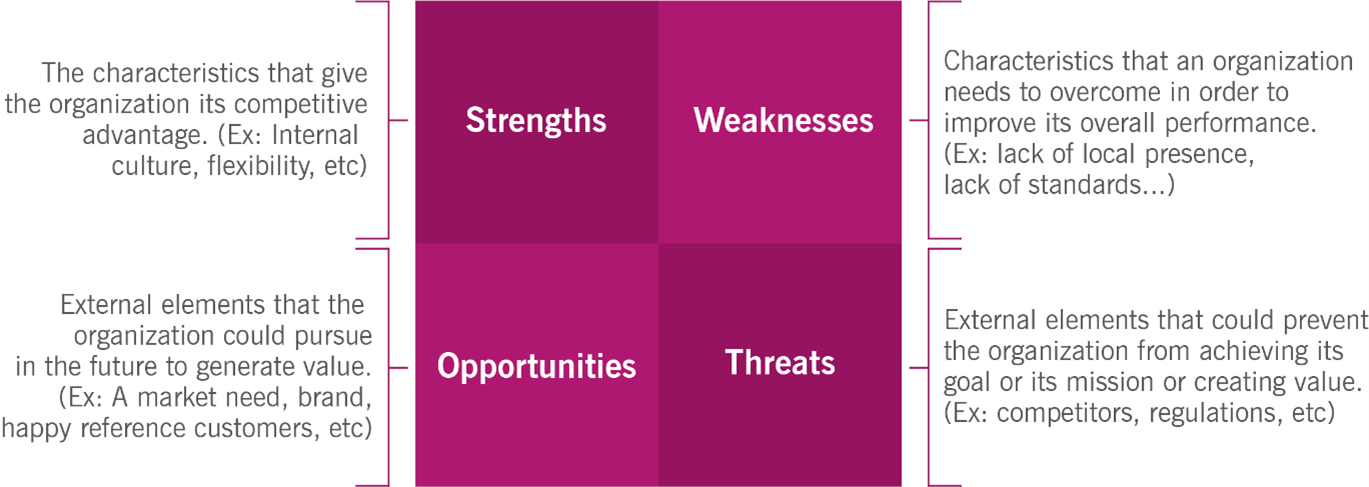 The characteristics that give
the organization its competitive
advantage. (Ex: Internal
culture, flexibility, etc)
Strengths
Weaknesses
Characteristics that an organization
needs to overcome in order to
improve its overall performance.
(Ex: lack of local presence,
lack of standards...)
External elements that the
organization could pursue
in the future to generate value.
(Ex: A market need, brand,
happy reference customers, etc)
Opportunities
Threats
External elements that could prevent
the organization from achieving its
goal or its mission or creating value.
(Ex: competitors, regulations, etc)